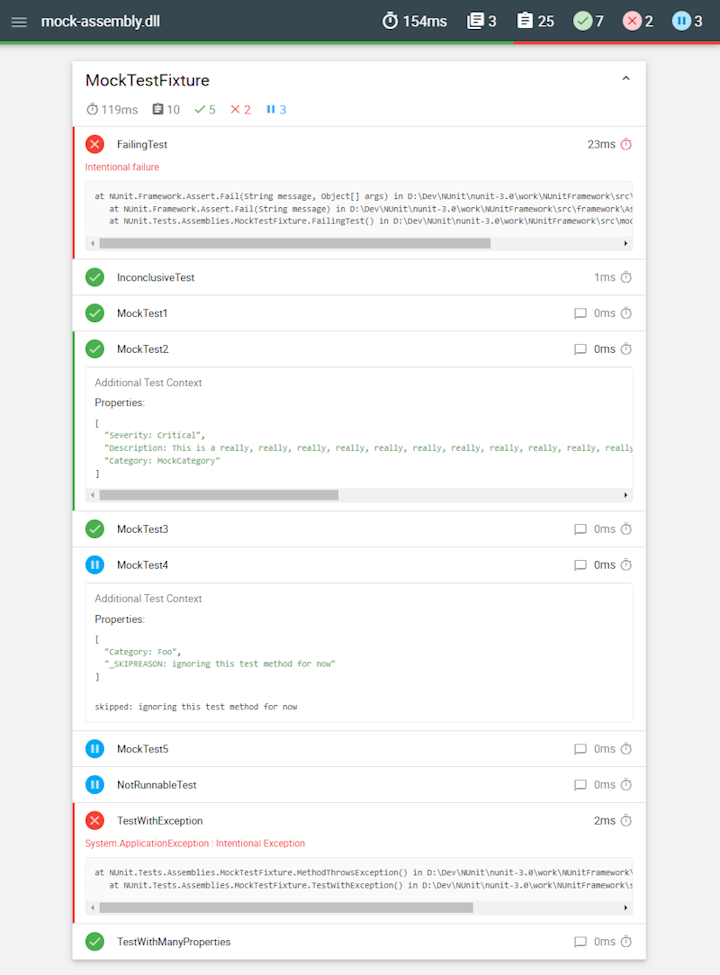 mock-assembly.dll 154ms 3 25 7 2 3
MockTestFixture
119ms 10 5 2 3
FailingTest 23ms
Intentional failure
at NUnit.Framework.Assert.Fail(String message, Object[] args) in D:\Dev\NUnit\nunit-3.0\work\NUnitFramework\src\
at NUnit.Framework.Assert.Fail(String message) in D:\Dev\NUnit\nunit-3.0\work\NUnitFramework\src\framework\As
at NUnit.Tests.Assemblies.MockTestFixture.FailingTest() in D:\Dev\NUnit\nunit-3.0\work\NUnitFramework\src\moc
InconclusiveTest 1ms
MockTest1 0ms
MockTest2 0ms
Additional Test Context
Properties:
[
"Severity: Critical",
"Description: This is a really, really, really, really, really, really, really, really, really, really, really
"Category: MockCategory"
]
MockTest3 0ms
MockTest4 0ms
Additional Test Context
Properties:
[
"Category: Foo",
"_SKIPREASON: ignoring this test method for now"
]
skipped: ignoring this test method for now
MockTest5 0ms
NotRunnableTest 0ms
TestWithException 2ms
System.ApplicationException : Intentional Exception
at NUnit.Tests.Assemblies.MockTestFixture.MethodThrowsException() in D:\Dev\NUnit\nunit-3.0\work\NUnitFramework\
at NUnit.Tests.Assemblies.MockTestFixture.TestWithException() in D:\Dev\NUnit\nunit-3.0\work\NUnitFramework\s
TestWithManyProperties 0ms